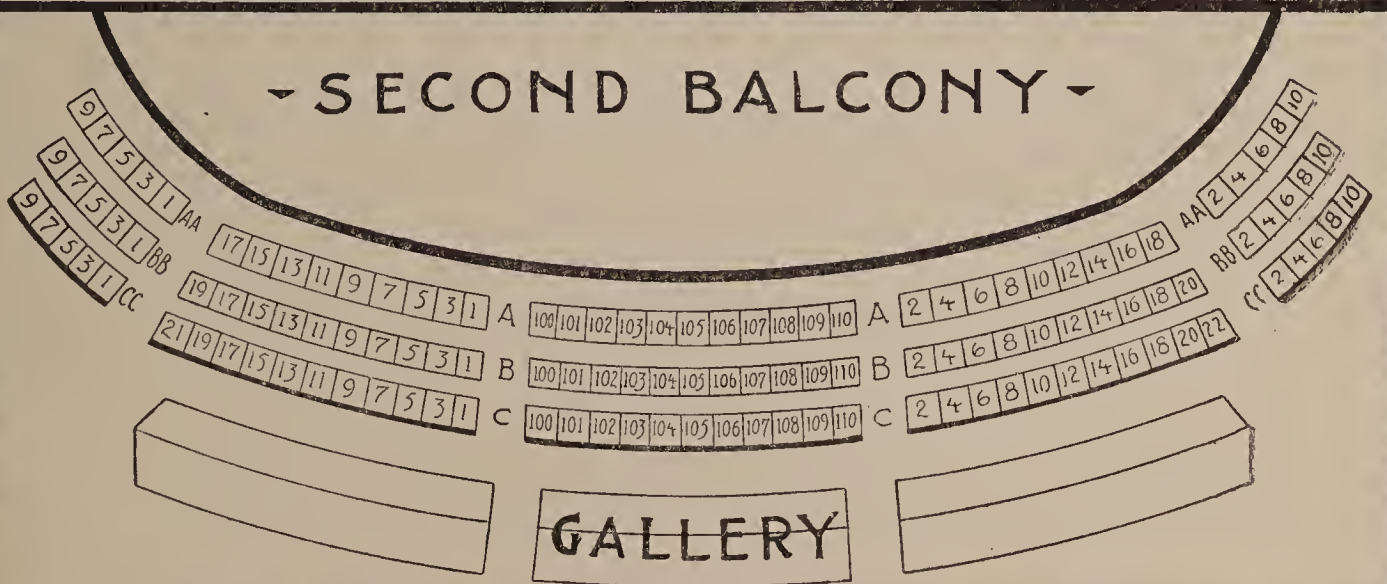 - SECOND BALCONY -
9 7 5 3 1 AA
9 7 5 3 1 BB
9 7 5 3 1 CC
17 15 13 11 9 7 5 3 1 A 100 101 102 103 104 105 106 107 108 109 110 A 2 4 6 8 10 12 14 16 18
19 17 15 13 11 9 7 5 3 1 B 100 101 102 103 104 105 106 107 108 109 110 B 2 4 6 8 10 12 14 16 18 20
21 19 17 15 13 11 9 7 5 3 1 C 100 101 102 103 104 105 106 107 108 109 110 C 2 4 6 8 10 12 14 16 18 20 22
AA 2 4 6 8 10
BB 2 4 6 8 10
CC 2 4 6 8 10
GALLERY